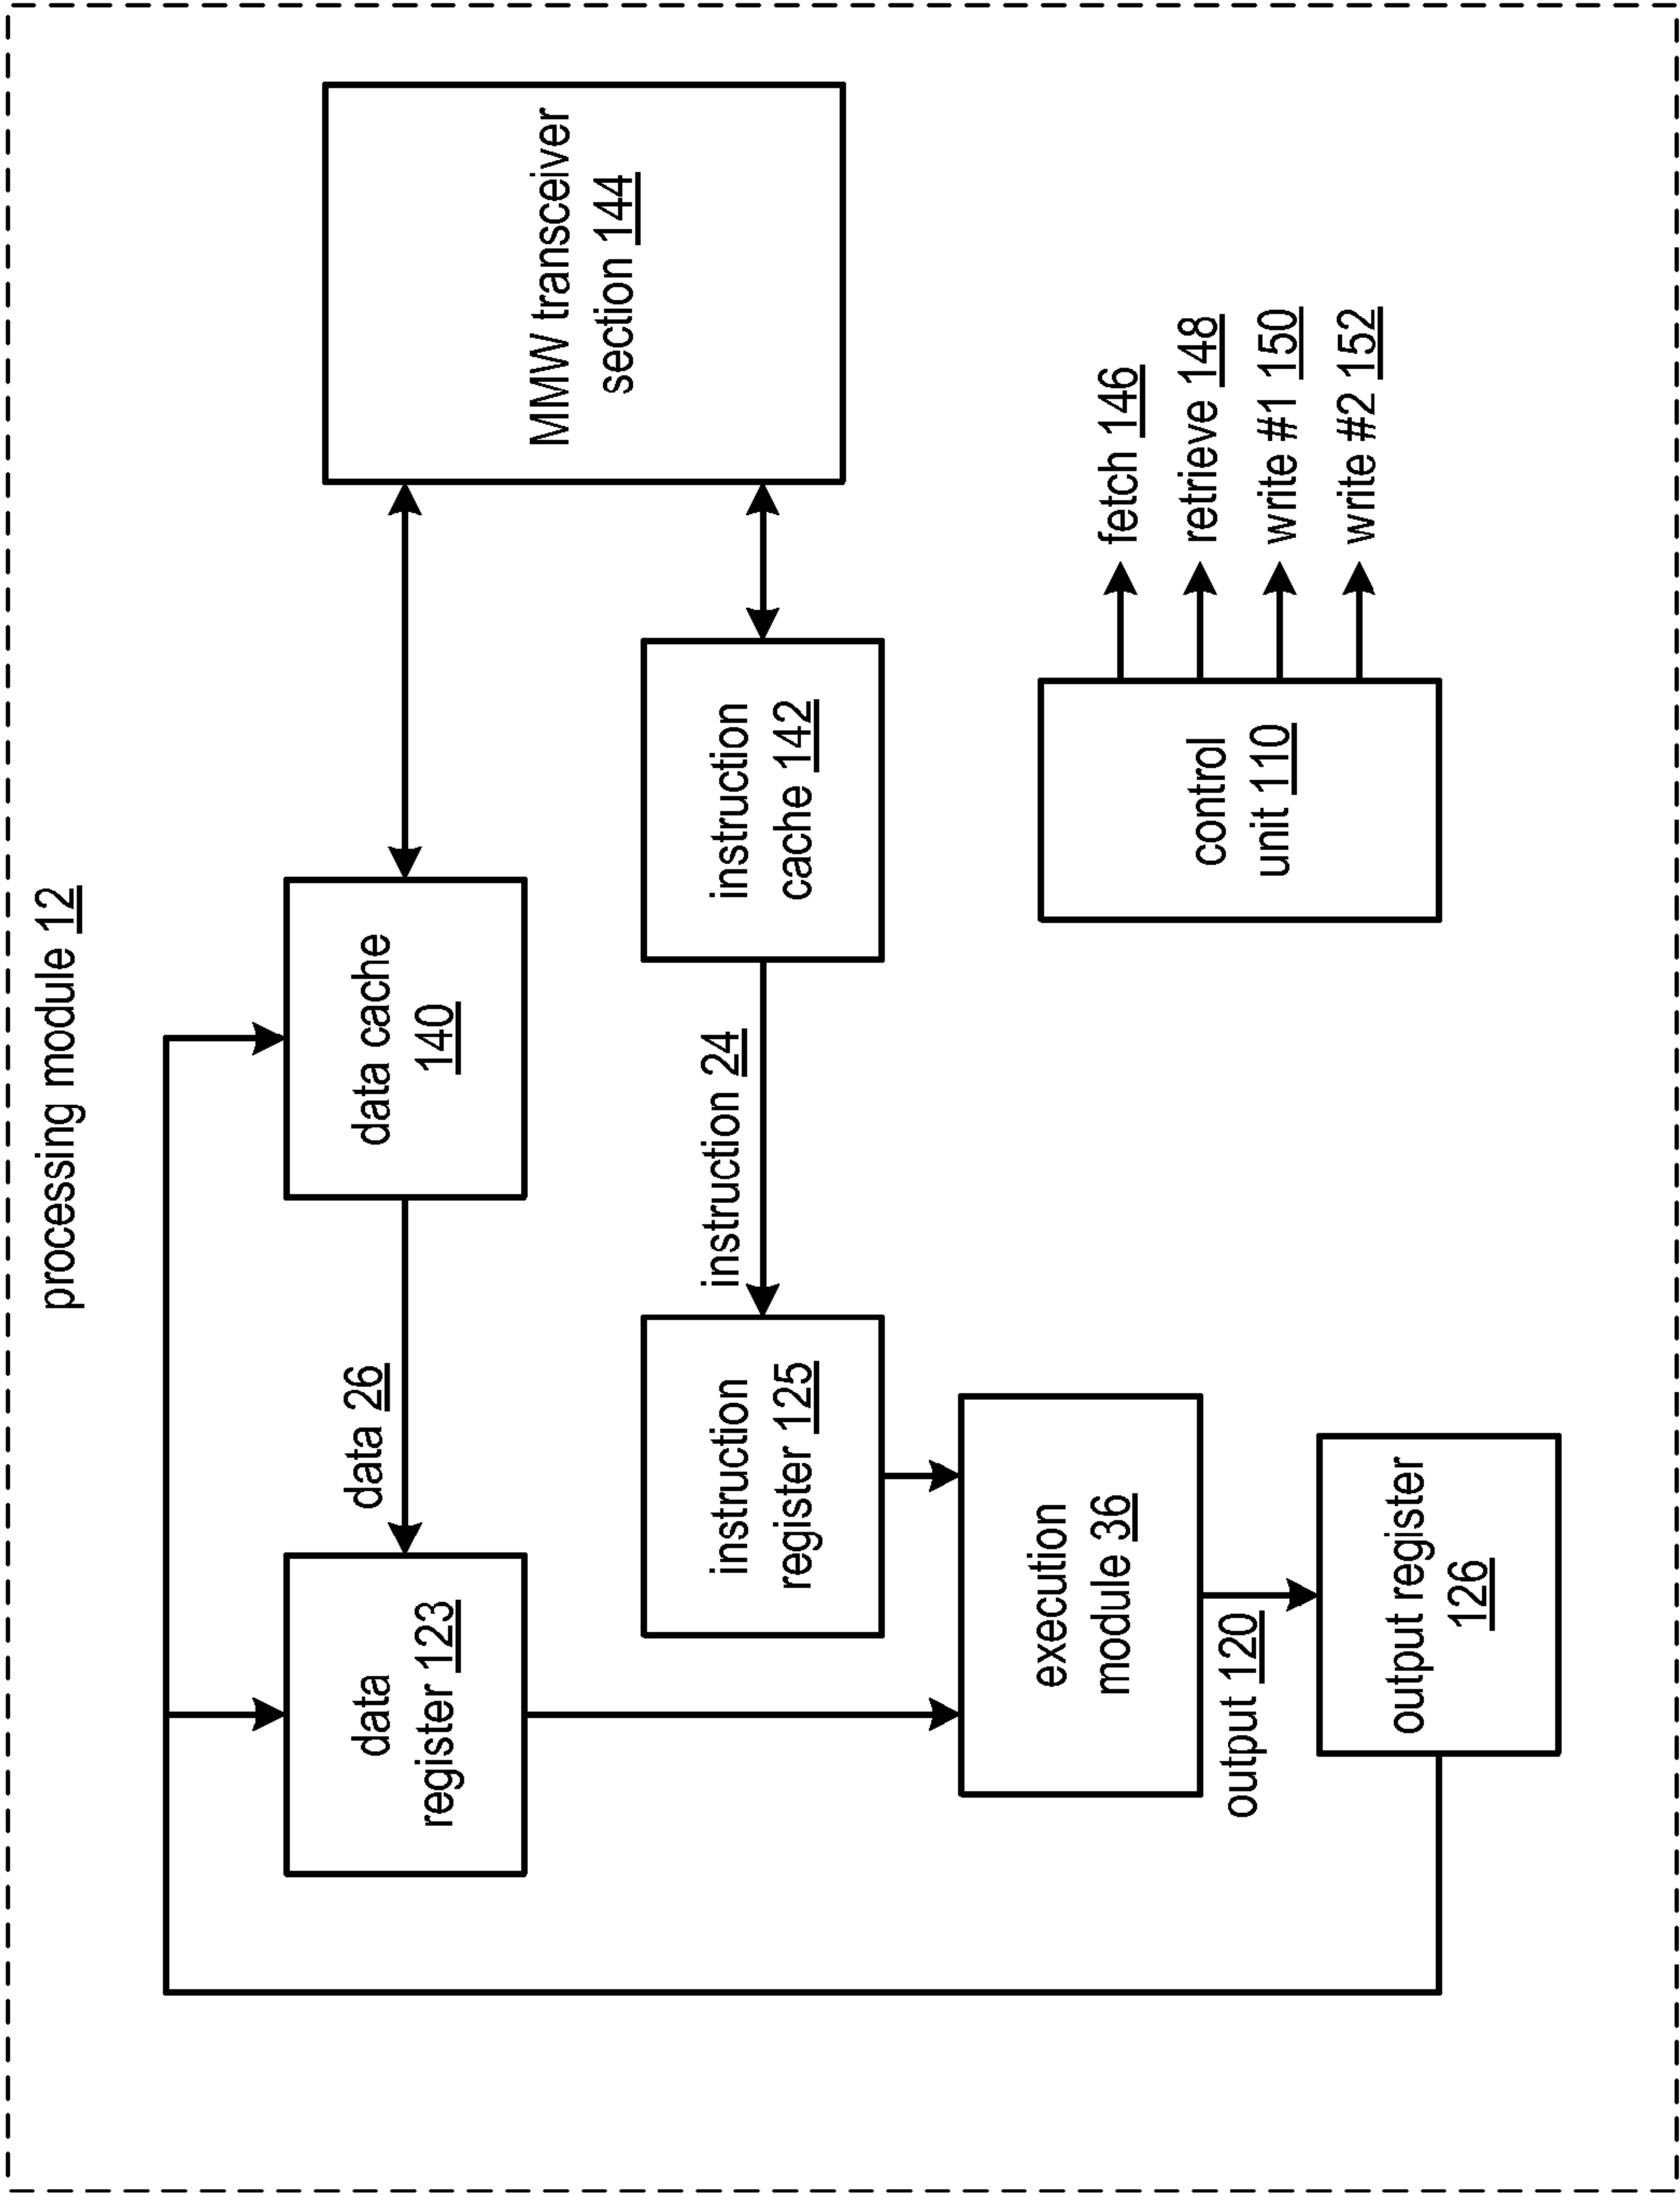 processing module 12
data
register 123
data 26
data cache
140
MMW transceiver
section 144
instruction
register 125
instruction 24
instruction
cache 142
execution
module 36
output 120
output register
126
control
unit 110
fetch 146
retrieve 148
write #1 150
write #2 152